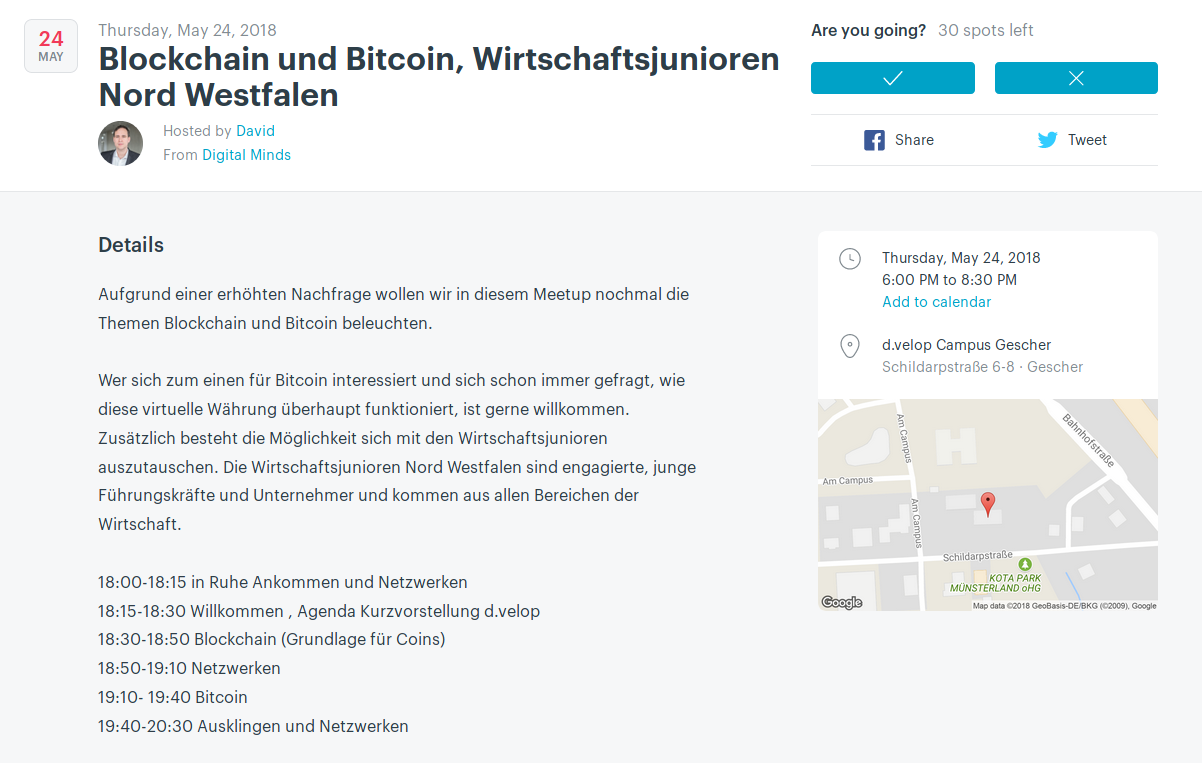 24
MAY
Thursday, May 24, 2018
Blockchain und Bitcoin, Wirtschaftsjunioren
Nord Westfalen
Hosted by David
From Digital Minds
Are you going? 30 spots left
Share
Tweet
Details
Aufgrund einer erhöhten Nachfrage wollen wir in diesem Meetup nochmal die
Themen Blockchain und Bitcoin beleuchten.
Wer sich zum einen für Bitcoin interessiert und sich schon immer gefragt, wie
diese virtuelle Währung überhaupt funktioniert, ist gerne willkommen.
Zusätzlich besteht die Möglichkeit sich mit den Wirtschaftsjunioren
auszutauschen. Die Wirtschaftsjunioren Nord Westfalen sind engagierte, junge
Führungskräfte und Unternehmer und kommen aus allen Bereichen der
Wirtschaft.
18:00-18:15 in Ruhe Ankommen und Netzwerken
18:15-18:30 Willkommen , Agenda Kurzvorstellung d.velop
18:30-18:50 Blockchain (Grundlage für Coins)
18:50-19:10 Netzwerken
19:10- 19:40 Bitcoin
19:40-20:30 Ausklingen und Netzwerken
Thursday, May 24, 2018
6:00 PM to 8:30 PM
Add to calendar
d.velop Campus Gescher
Schildarpstraße 6-8 · Gescher
Am Campus
Bahnhofstraße
Am Campus
Am Campus
Schildarpstraße
KOTA PARK
MÜNSTERLAND oHG
Google
Map data ©2018 GeoBasis-DE/BKG (©2009), Google